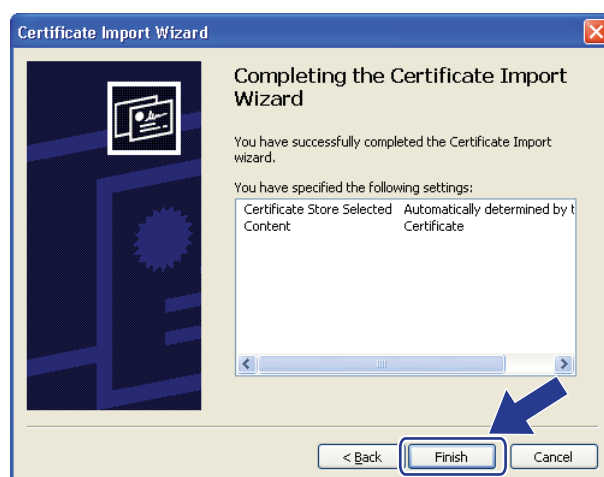 Certificate Import Wizard
Completing the Certificate Import
Wizard
You have successfully completed the Certificate Import
wizard.
You have specified the following settings:
Certificate Store Selected Automatically determined by t
Content Certificate
< Back Finish Cancel